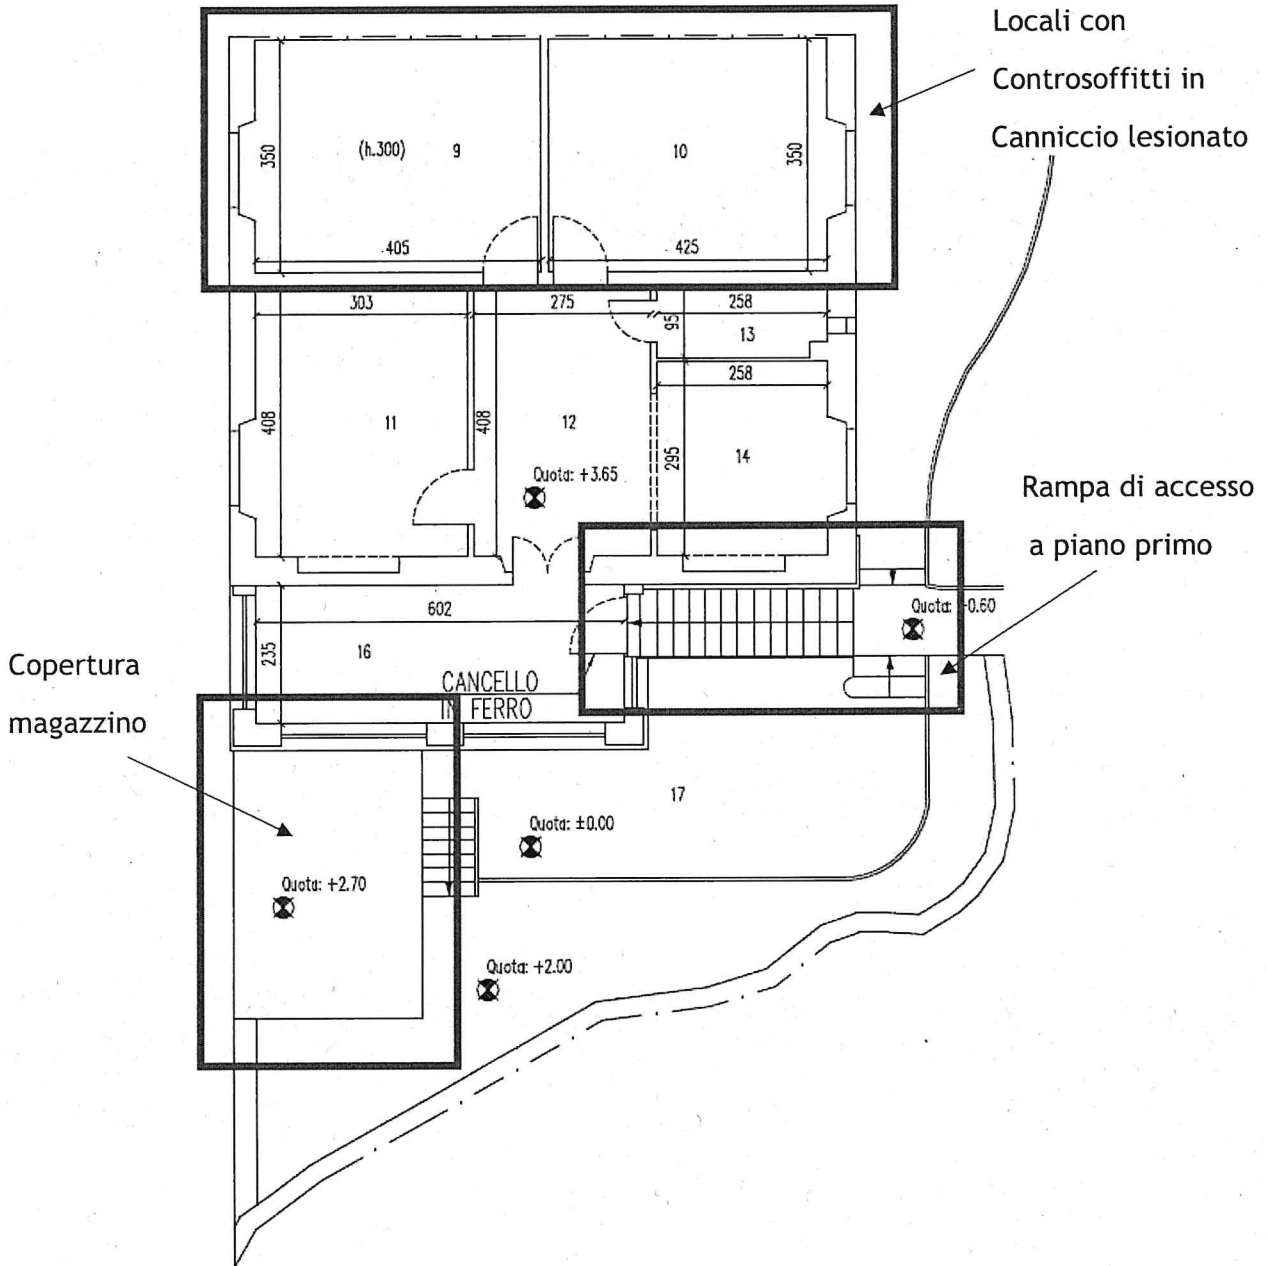 Locali con
Controsoffitti in
Canniccio lesionato
350
(h.300) 9
10
350
405
425
303
275
258
95
13
258
408
11
408
12
295
14
Quota: +3.65
Rampa di accesso
a piano primo
602
Quota: -0.60
235
16
CANCELLO
IN FERRO
Copertura
magazzino
17
Quota: ±0.00
Quota: +2.70
Quota: +2.00